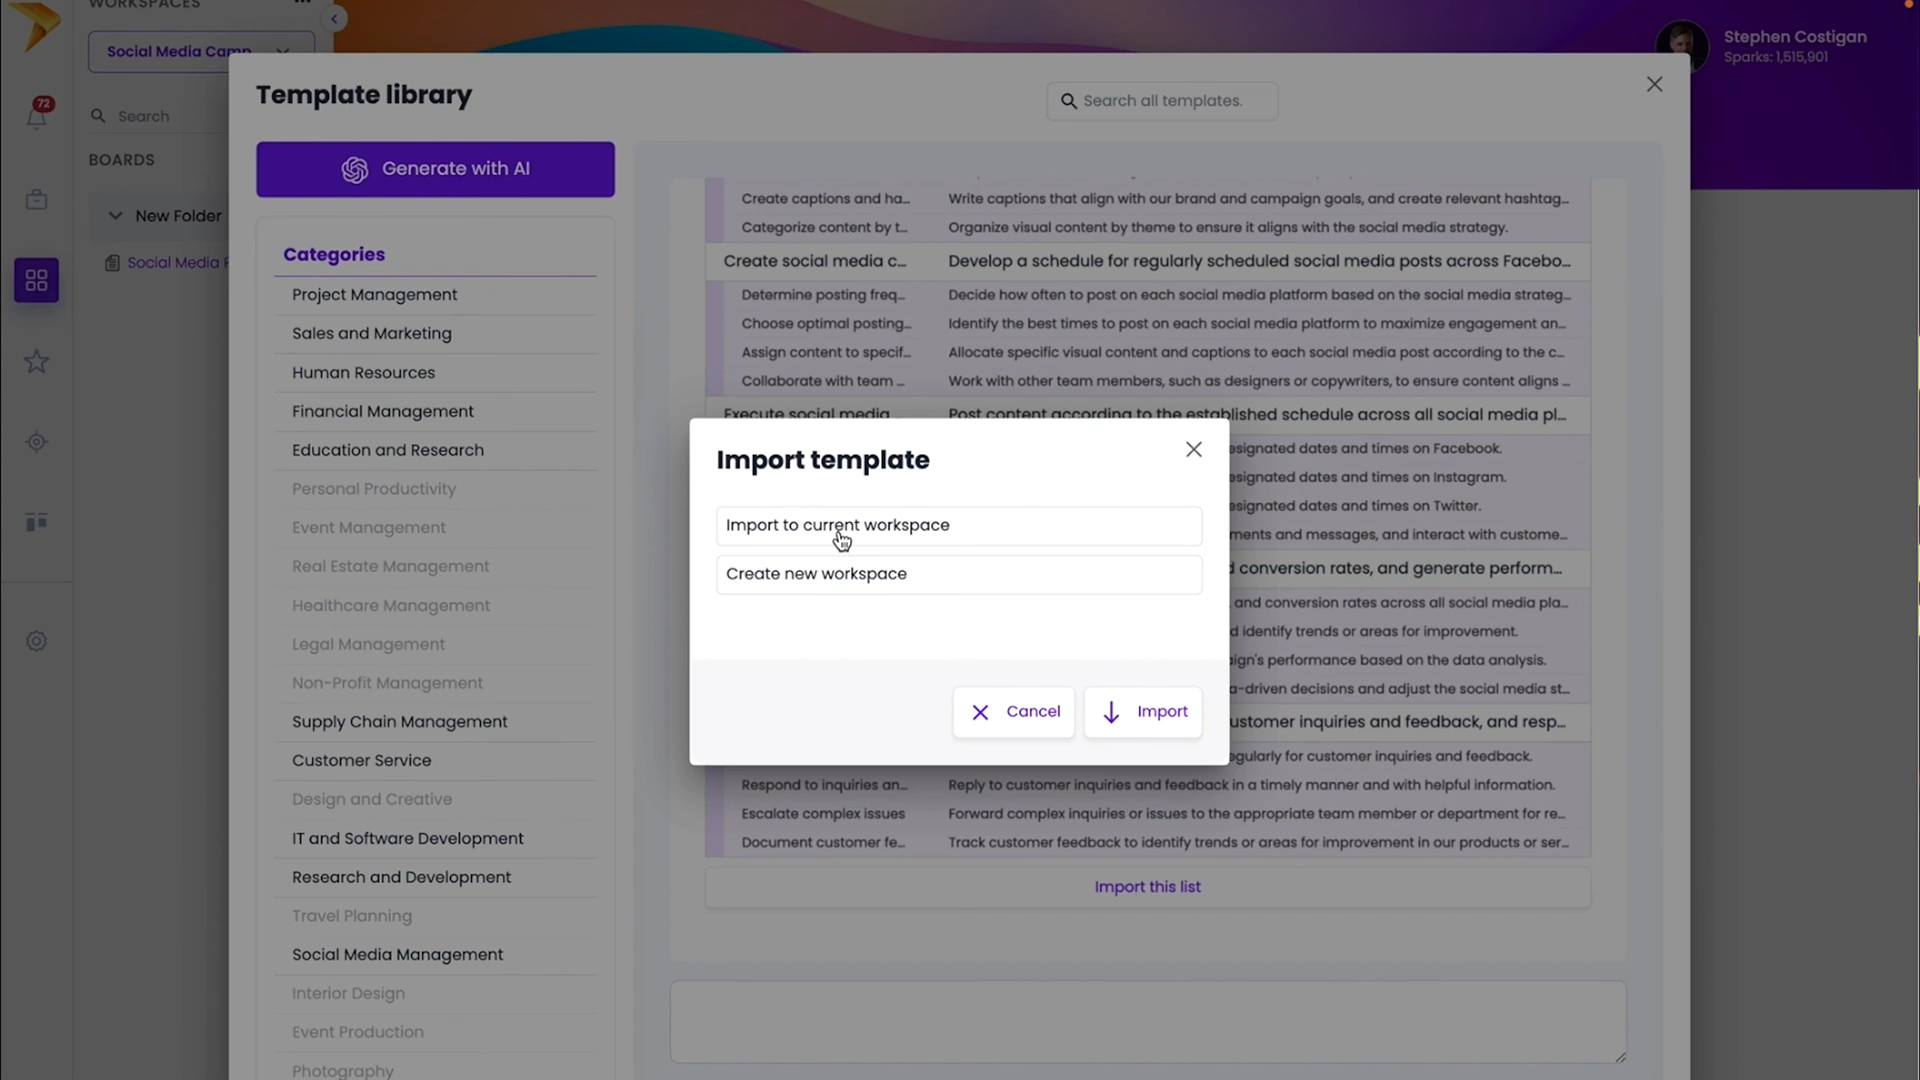 WORKSPACES
Social Media Camp
72
Search
BOARDS
New Folder
Social Media
Stephen Costigan
Sparks: 1,515,901
Template library
Search all templates.
Generate with AI
Categories
Project Management
Sales and Marketing
Human Resources
Financial Management
Education and Research
Personal Productivity
Event Management
Real Estate Management
Healthcare Management
Legal Management
Non-Profit Management
Supply Chain Management
Customer Service
Design and Creative
IT and Software Development
Research and Development
Travel Planning
Social Media Management
Interior Design
Event Production
Photography
Create captions and ha... Write captions that align with our brand and campaign goals, and create relevant hashtag...
Categorize content by t... Organize visual content by theme to ensure it aligns with the social media strategy.
Create social media c... Develop a schedule for regularly scheduled social media posts across Facebo...
Determine posting freq... Decide how often to post on each social media platform based on the social media strateg...
Choose optimal posting... Identify the best times to post on each social media platform to maximize engagement an...
Assign content to specif... Allocate specific visual content and captions to each social media post according to the c...
Collaborate with team ... Work with other team members, such as designers or copywriters, to ensure content aligns ...
Execute social media Post content according to the established schedule across all social media pl...
esignated dates and times on Facebook.
esignated dates and times on Instagram.
esignated dates and times on Twitter.
ments and messages, and interact with custome...
d conversion rates, and generate perform...
and conversion rates across all social media pla...
d identify trends or areas for improvement.
ign's performance based on the data analysis.
a-driven decisions and adjust the social media st...
ustomer inquiries and feedback, and resp...
egularly for customer inquiries and feedback.
Respond to inquiries an... Reply to customer inquiries and feedback in a timely manner and with helpful information.
Escalate complex issues Forward complex inquiries or issues to the appropriate team member or department for re...
Document customer fe... Track customer feedback to identify trends or areas for improvement in our products or ser...
Import this list
Import template
Import to current workspace
Create new workspace
Cancel
Import